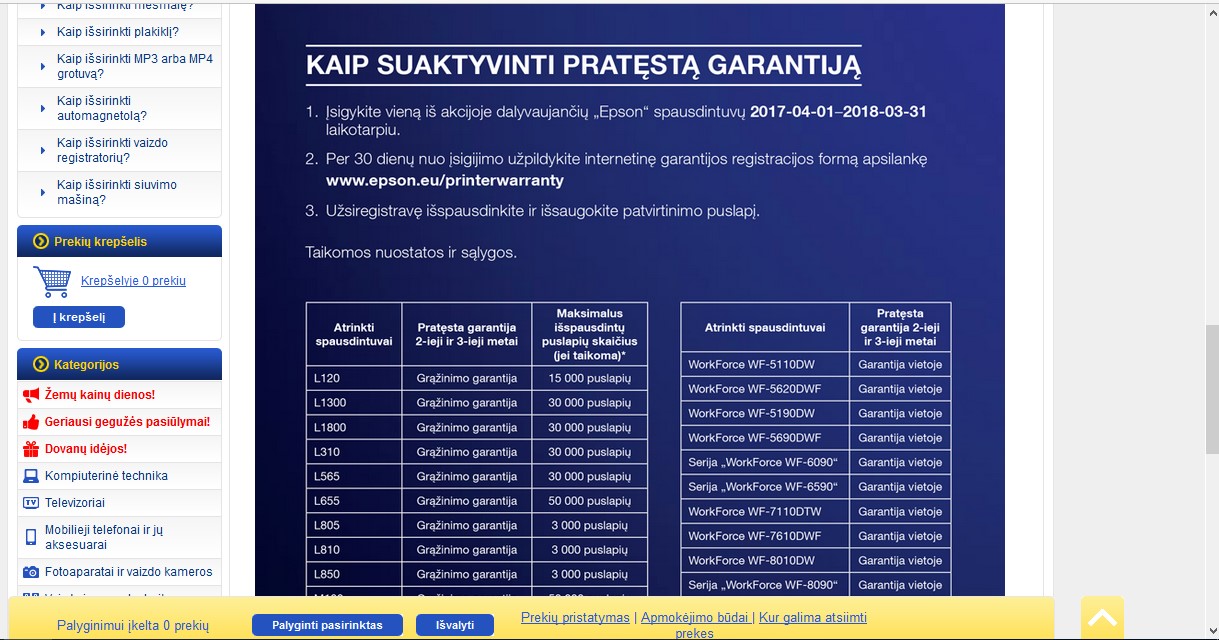 Kaip išsirinkti mėsmalę?
Kaip išsirinkti plakiklį?
Kaip išsirinkti MP3 arba MP4
grotuvą?
Kaip išsirinkti
automagnetolą?
Kaip išsirinkti vaizdo
registratorių?
Kaip išsirinkti siuvimo
mašiną?
Prekių krepšelis
Krepšelyje 0 prekiu
Į krepšelį
Kategorijos
Žemų kainų dienos!
Geriausi gegužės pasiūlymai!
Dovanų idėjos!
Kompiuterinė technika
TV Televizoriai
Mobilieji telefonai ir jų
aksesuarai
Fotoaparatai ir vaizdo kameros
KAIP SUAKTYVINTI PRATĘSTĄ GARANTIJĄ
1. Įsigykite vieną iš akcijoje dalyvaujančių „Epson“ spausdintuvų 2017-04-01–2018-03-31
laikotarpiu.
2. Per 30 dienų nuo įsigijimo užpildykite internetinę garantijos registracijos formą apsilankę
www.epson.eu/printerwarranty
3. Užsiregistravę išspausdinkite ir išsaugokite patvirtinimo puslapį.
Taikomos nuostatos ir sąlygos.
Atrinkti
spausdintuvai
Pratęsta garantija
2-ieji ir 3-ieji metai
Maksimalus
išspausdintų
puslapių skaičius
(jei taikoma)*
L120 Grąžinimo garantija 15 000 puslapių
L1300 Grąžinimo garantija 30 000 puslapių
L1800 Grąžinimo garantija 30 000 puslapių
L310 Grąžinimo garantija 30 000 puslapių
L565 Grąžinimo garantija 30 000 puslapių
L655 Grąžinimo garantija 50 000 puslapių
L805 Grąžinimo garantija 3 000 puslapių
L810 Grąžinimo garantija 3 000 puslapių
L850 Grąžinimo garantija 3 000 puslapių
Atrinkti spausdintuvai
Pratęsta
garantija 2-ieji
ir 3-ieji metai
WorkForce WF-5110DW Garantija vietoje
WorkForce WF-5620DWF Garantija vietoje
WorkForce WF-5190DW Garantija vietoje
WorkForce WF-5690DWF Garantija vietoje
Serija „WorkForce WF-6090“ Garantija vietoje
Serija „WorkForce WF-6590“ Garantija vietoje
WorkForce WF-7110DTW Garantija vietoje
WorkForce WF-7610DWF Garantija vietoje
WorkForce WF-8010DW Garantija vietoje
Serija „WorkForce WF-8090“ Garantija vietoje
Palyginimui įkelta 0 prekių
Palyginti pasirinktas
Išvalyti
Prekių pristatymas | Apmokėjimo būdai | Kur galima atsiimti
prekes